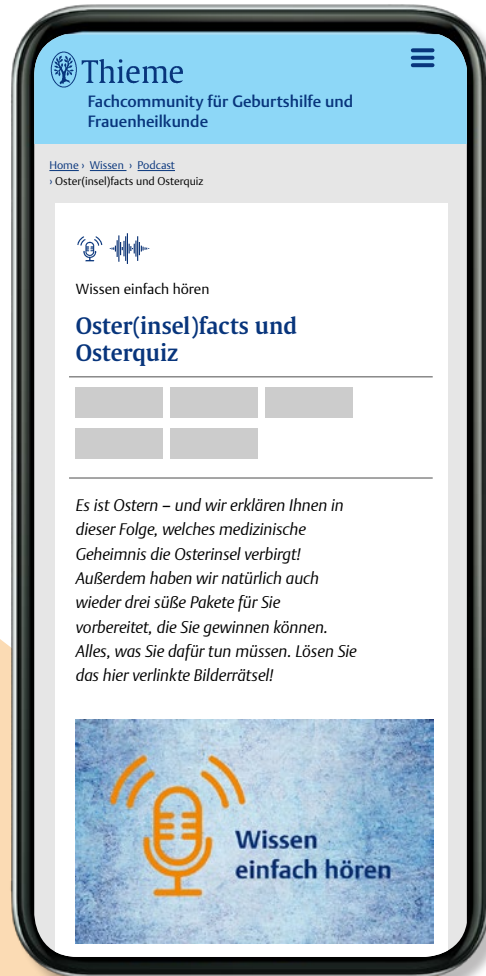 Thieme
Fachcommunity für Geburtshilfe und
Frauenheilkunde
Home › Wissen › Podcast
› Oster(insel)facts und Osterquiz
Wissen einfach hören
Oster(insel)facts und
Osterquiz
Es ist Ostern – und wir erklären Ihnen in
dieser Folge, welches medizinische
Geheimnis die Osterinsel verbirgt!
Außerdem haben wir natürlich auch
wieder drei süße Pakete für Sie
vorbereitet, die Sie gewinnen können.
Alles, was Sie dafür tun müssen. Lösen Sie
das hier verlinkte Bilderrätsel!
Wissen
einfach hören